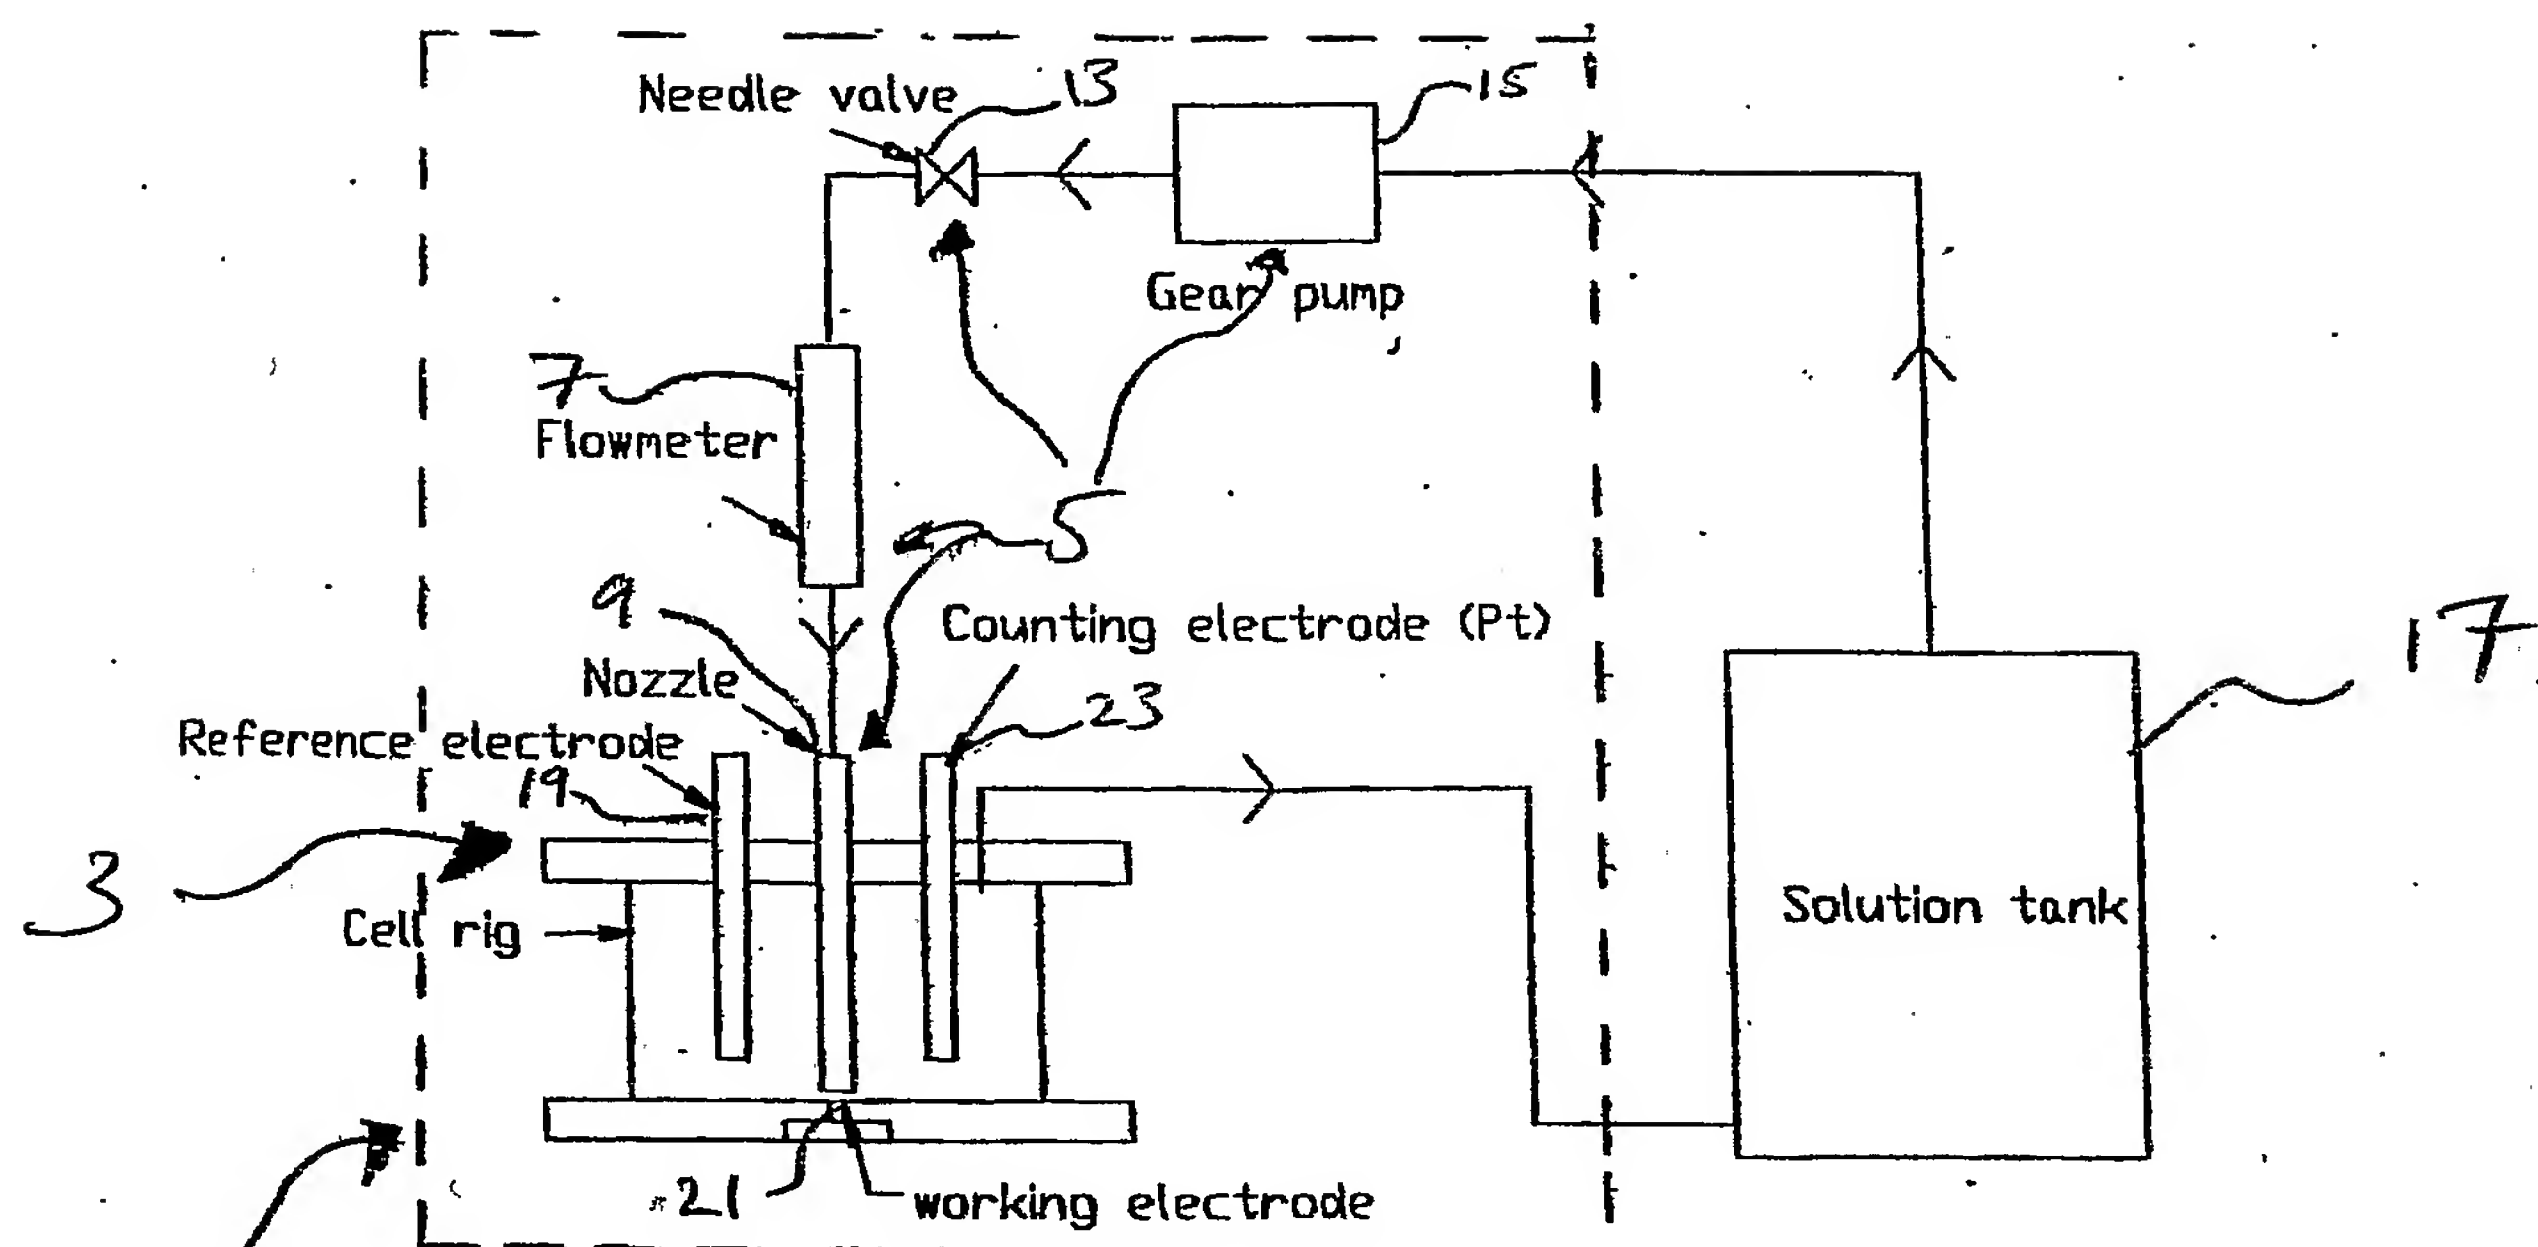 Needle valve
13
15
Gear pump
7
Flowmeter
5
9
Counting electrode (Pt)
17
Nozzle
23
Reference electrode
19
3
Cell rig
Solution tank
21
working electrode